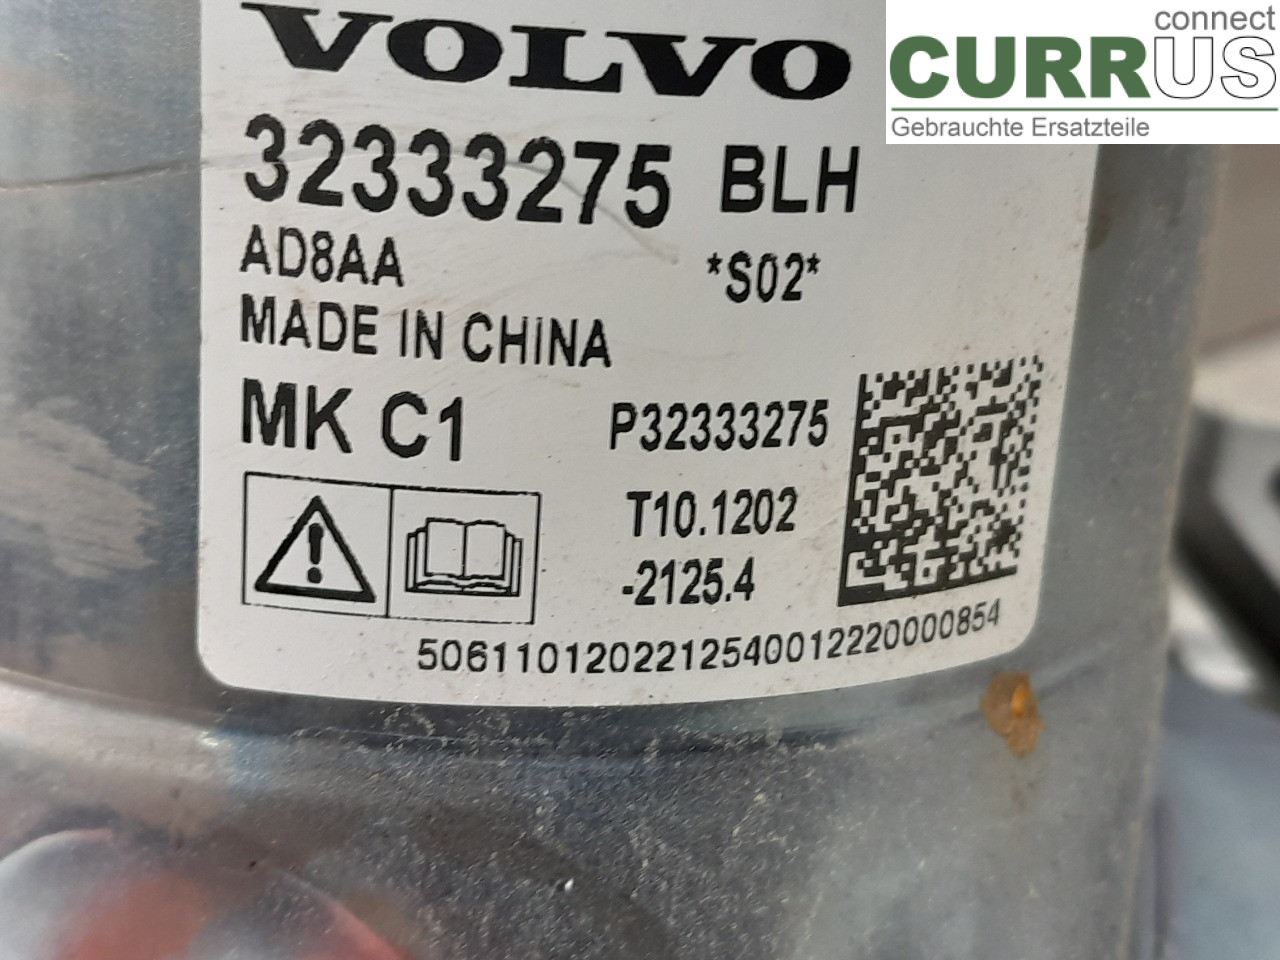 connect
CURRUS
Gebrauchte Ersatzteile
VOLVO
32333275 BLH
AD8AA *S02*
MADE IN CHINA
MK C1 P32333275
T10.1202
-2125.4
5061101202212540012220000854